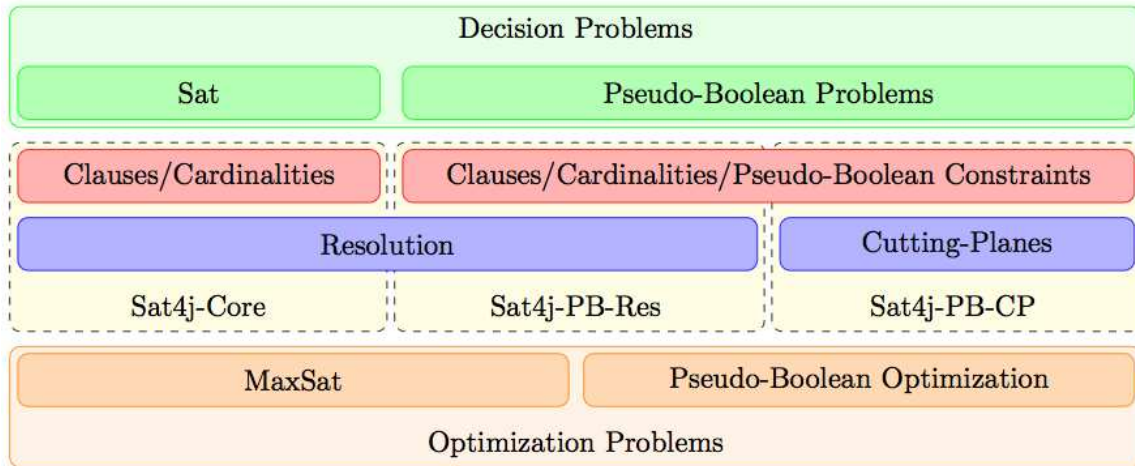 Decision Problems
Sat
Pseudo-Boolean Problems
Clauses/Cardinalities
Clauses/Cardinalities/Pseudo-Boolean Constraints
Resolution
Cutting-Planes
Sat4j-Core
Sat4j-PB-Res
Sat4j-PB-CP
MaxSat
Pseudo-Boolean Optimization
Optimization Problems